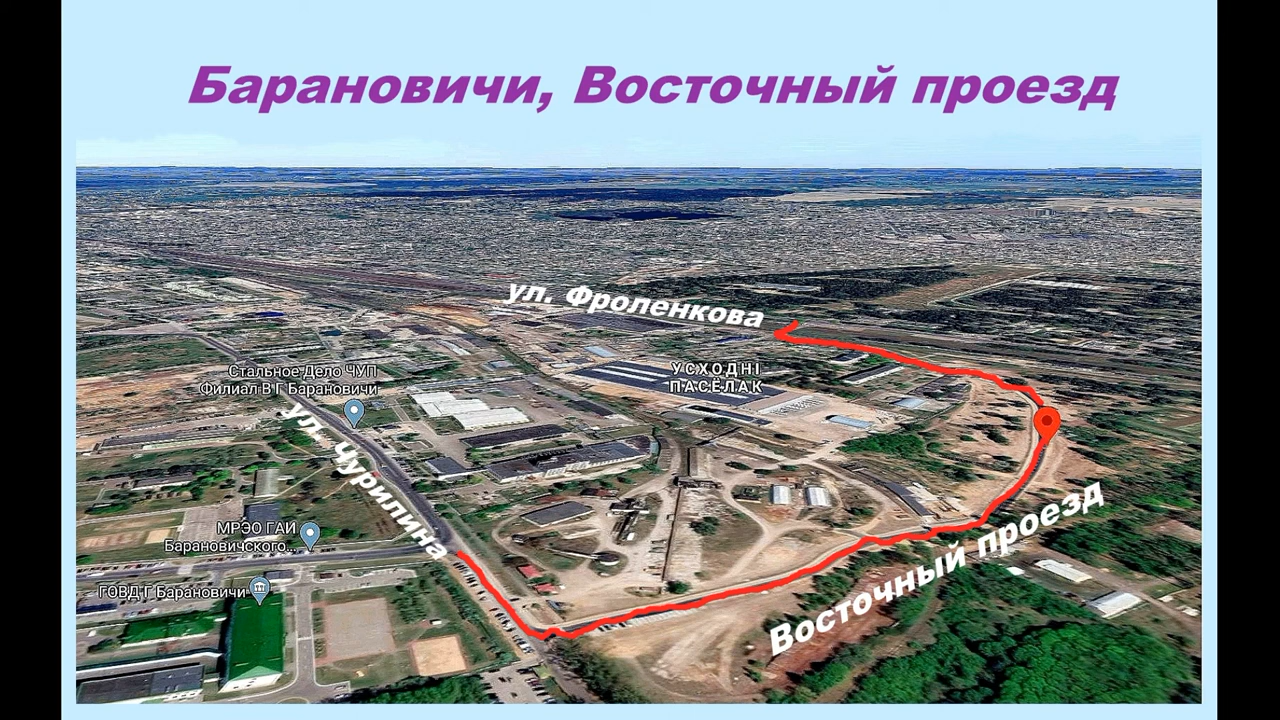 Барановичи, Восточный проезд
ул. Фроленкова
УСХОДНІ
ПАСЁЛАК
Стальное Дело ЧУП
Филиал В Г Барановичи
ул. Чурилина
МРЭО ГАИ
Барановичского...
ГОВД Г Барановичи
Восточный проезд